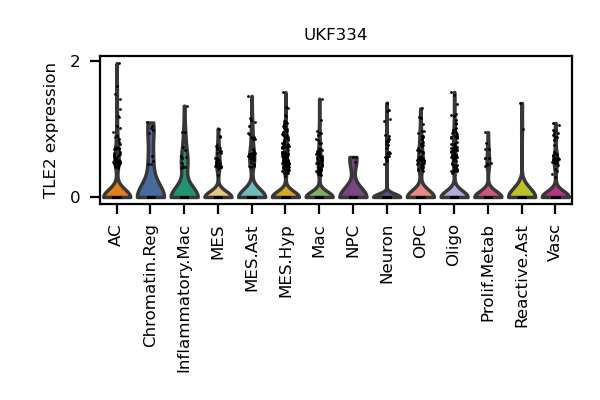 UKF334
TLE2 expression
2
0
AC
Chromatin.Reg
Inflammatory.Mac
MES
MES.Ast
MES.Hyp
Mac
NPC
Neuron
OPC
Oligo
Prolif.Metab
Reactive.Ast
Vasc